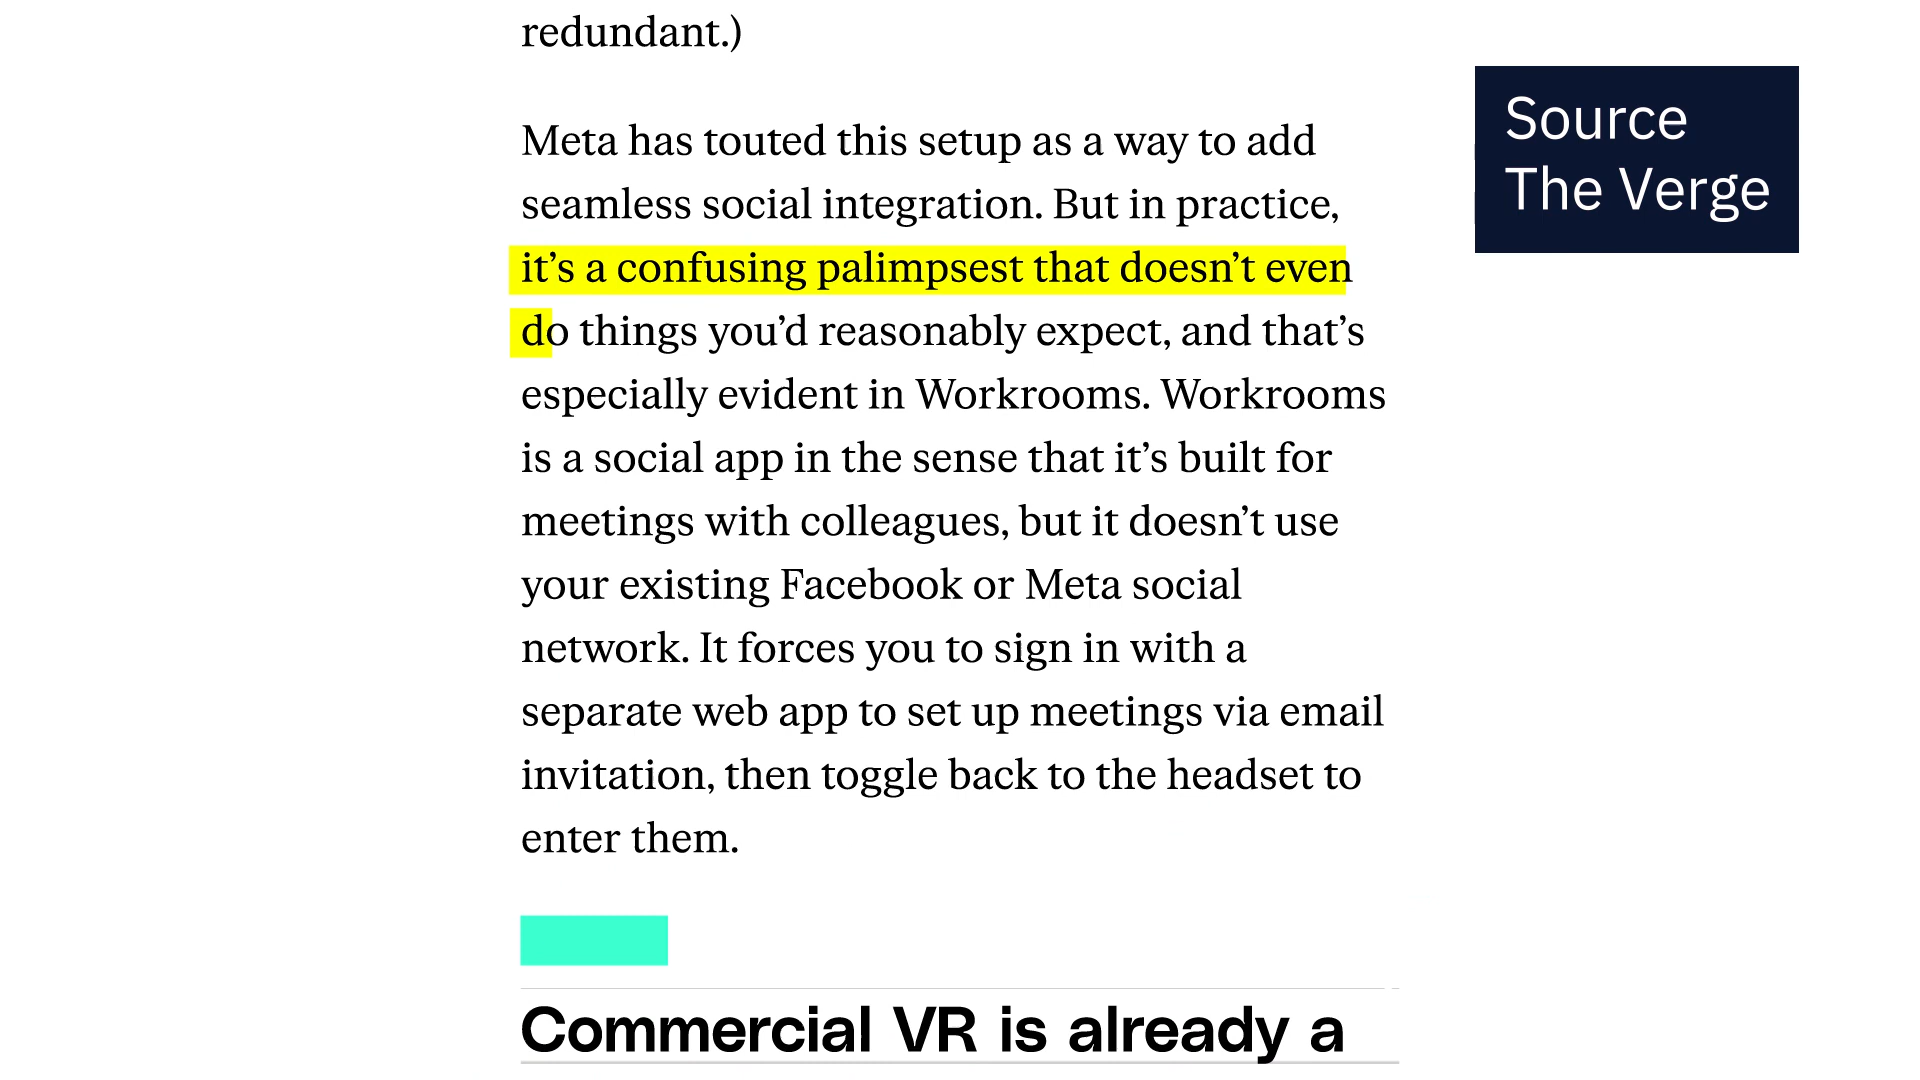 redundant.)
Meta has touted this setup as a way to add
seamless social integration. But in practice,
it’s a confusing palimpsest that doesn’t even
do things you’d reasonably expect, and that’s
especially evident in Workrooms. Workrooms
is a social app in the sense that it’s built for
meetings with colleagues, but it doesn’t use
your existing Facebook or Meta social
network. It forces you to sign in with a
separate web app to set up meetings via email
invitation, then toggle back to the headset to
enter them.
Commercial VR is already a
Source
The Verge